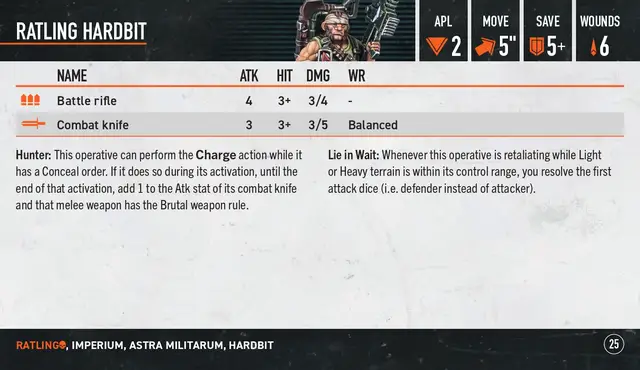 RATLING HARDBIT
APL MOVE SAVE WOUNDS
2 5" 5+ 6
NAME ATK HIT DMG WR
Battle rifle 4 3+ 3/4 -
Combat knife 3 3+ 3/5 Balanced
Hunter: This operative can perform the Charge action while it
has a Conceal order. If it does so during its activation, until the
end of that activation, add 1 to the Atk stat of its combat knife
and that melee weapon has the Brutal weapon rule.
Lie in Wait: Whenever this operative is retaliating while Light
or Heavy terrain is within its control range, you resolve the first
attack dice (i.e. defender instead of attacker).
RATLING, IMPERIUM, ASTRA MILITARUM, HARDBIT
25